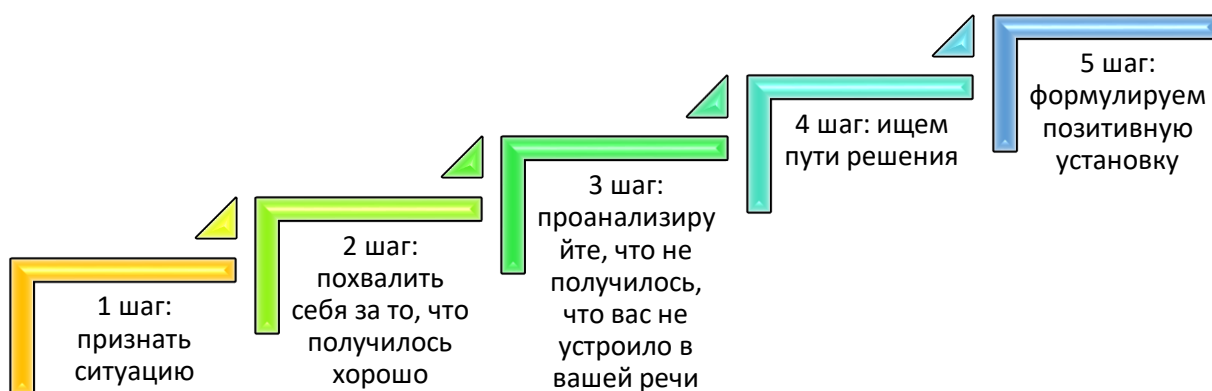 1 шаг:
признать
ситуацию
2 шаг:
похвалить
себя за то, что
получилось
хорошо
3 шаг:
проанализиру
йте, что не
получилось,
что вас не
устроило в
вашей речи
4 шаг: ищем
пути решения
5 шаг:
формулируем
позитивную
установку